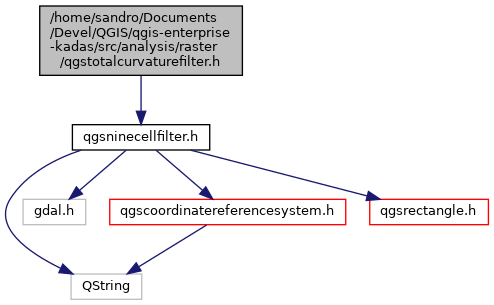 /home/sandro/Documents
/Devel/QGIS/qgis-enterprise
-kadas/src/analysis/raster
/qgstotalcurvaturefilter.h
qgsninecellfilter.h
gdal.h
qgscoordinatereferencesystem.h
qgsrectangle.h
QString